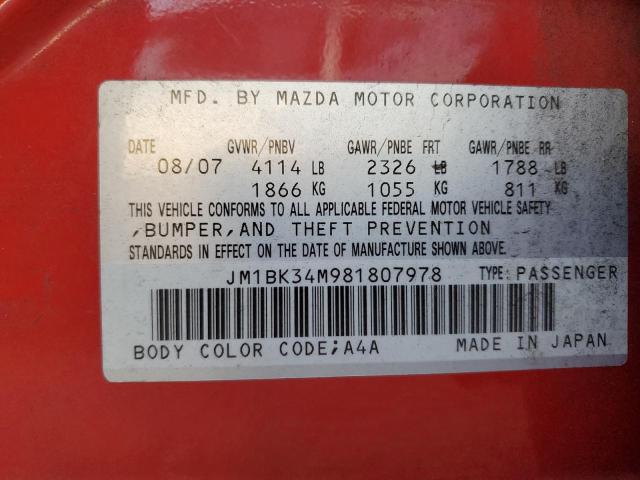 MFD. BY MAZDA MOTOR CORPORATION
DATE GVWR/PNBV GAWR/PNBE FRT GAWR/PNBE RR
08/07 4114 LB 2326 LB 1788 LB
1866 KG 1055 KG 811 KG
THIS VEHICLE CONFORMS TO ALL APPLICABLE FEDERAL MOTOR VEHICLE SAFETY
,BUMPER,AND THEFT PREVENTION
STANDARDS IN EFFECT ON THE DATE OF MANUFACTURE SHOWN ABOVE.
JM1BK34M981807978 TYPE: PASSENGER
BODY COLOR CODE;A4A MADE IN JAPAN